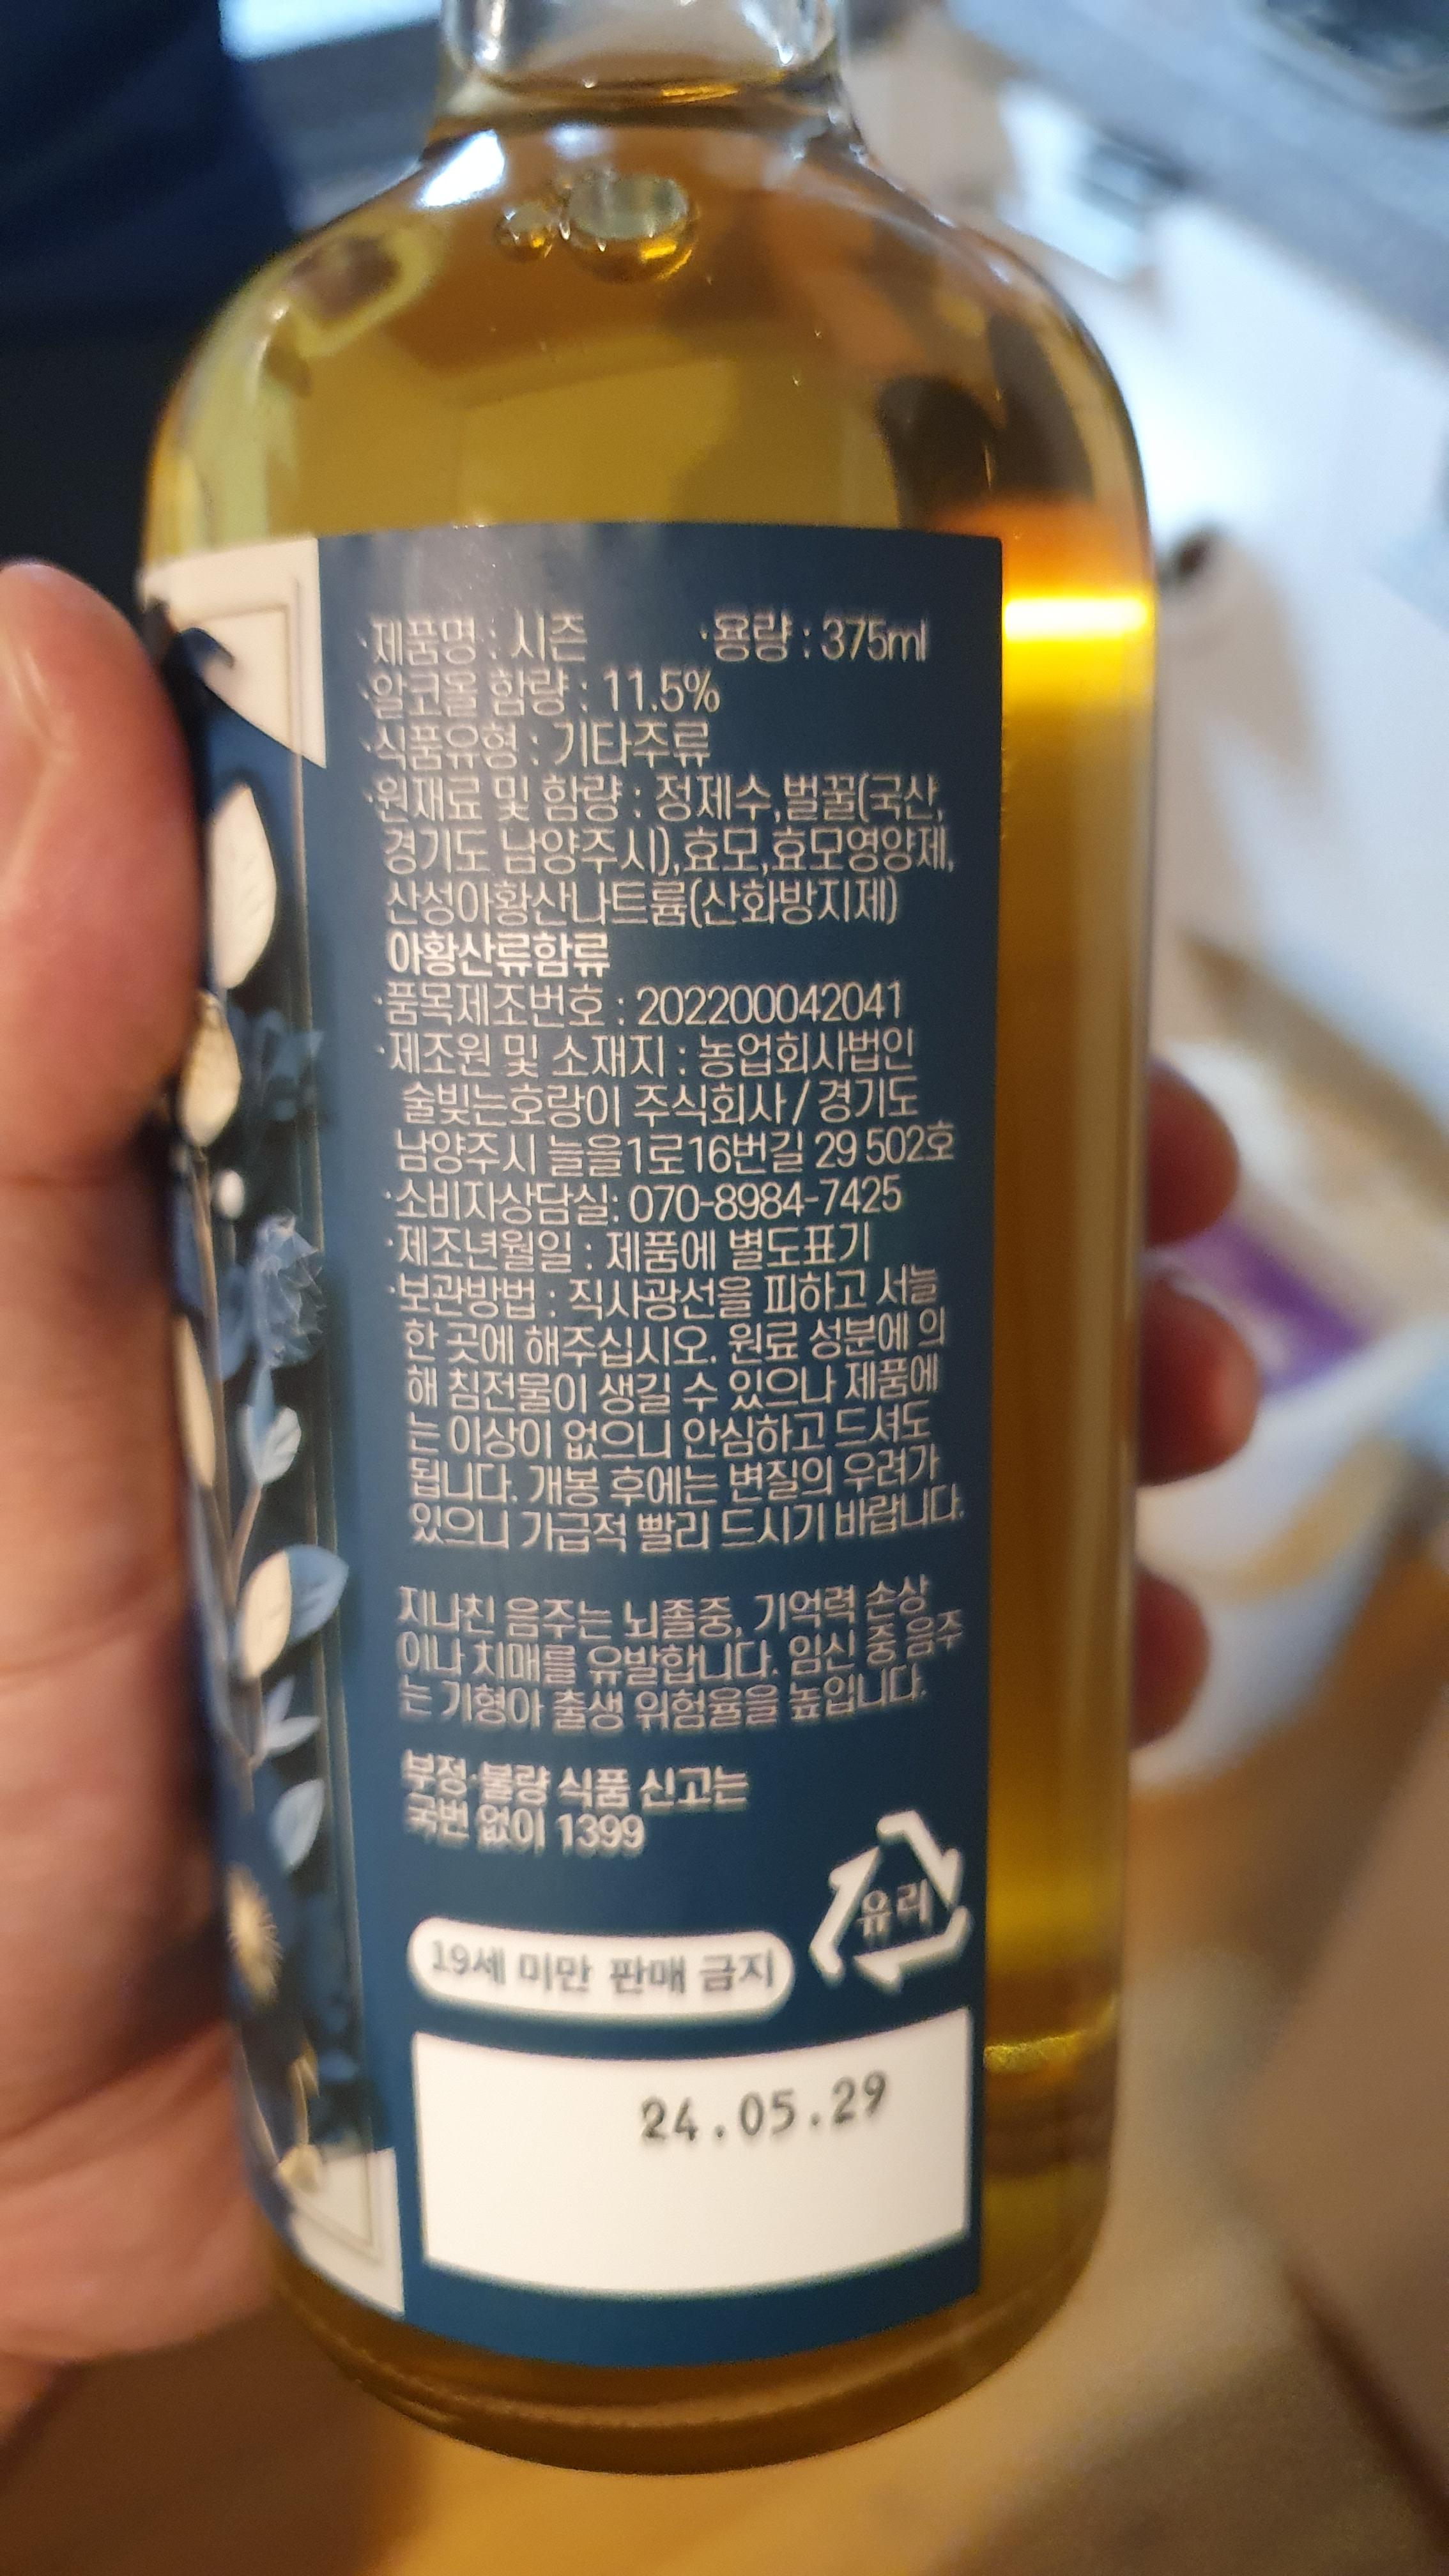 ·제품명 : 시즌 ·용량 : 375ml
·알코올 함량 : 11.5%
·식품유형 : 기타주류
·원재료 및 함량 : 정제수,벌꿀(국산,
경기도 남양주시),효모,효모영양제,
산성아황산나트륨(산화방지제)
아황산류함류
·품목제조번호 : 202200042041
·제조원 및 소재지 : 농업회사법인
술빚는호랑이 주식회사 / 경기도
남양주시 늘을1로16번길 29 502호
·소비자상담실: 070-8984-7425
·제조년월일 : 제품에 별도표기
·보관방법 : 직사광선을 피하고 서늘
한 곳에 해주십시오. 원료 성분에 의
해 침전물이 생길 수 있으나 제품에
는 이상이 없으니 안심하고 드셔도
됩니다. 개봉 후에는 변질의 우려가
있으니 가급적 빨리 드시기 바랍니다.
지나친 음주는 뇌졸중, 기억력 손상
이나 치매를 유발합니다. 임신 중 음주
는 기형아 출생 위험율을 높입니다.
부정·불량 식품 신고는
국번 없이 1399
유리
19세 미만 판매 금지
24.05.29